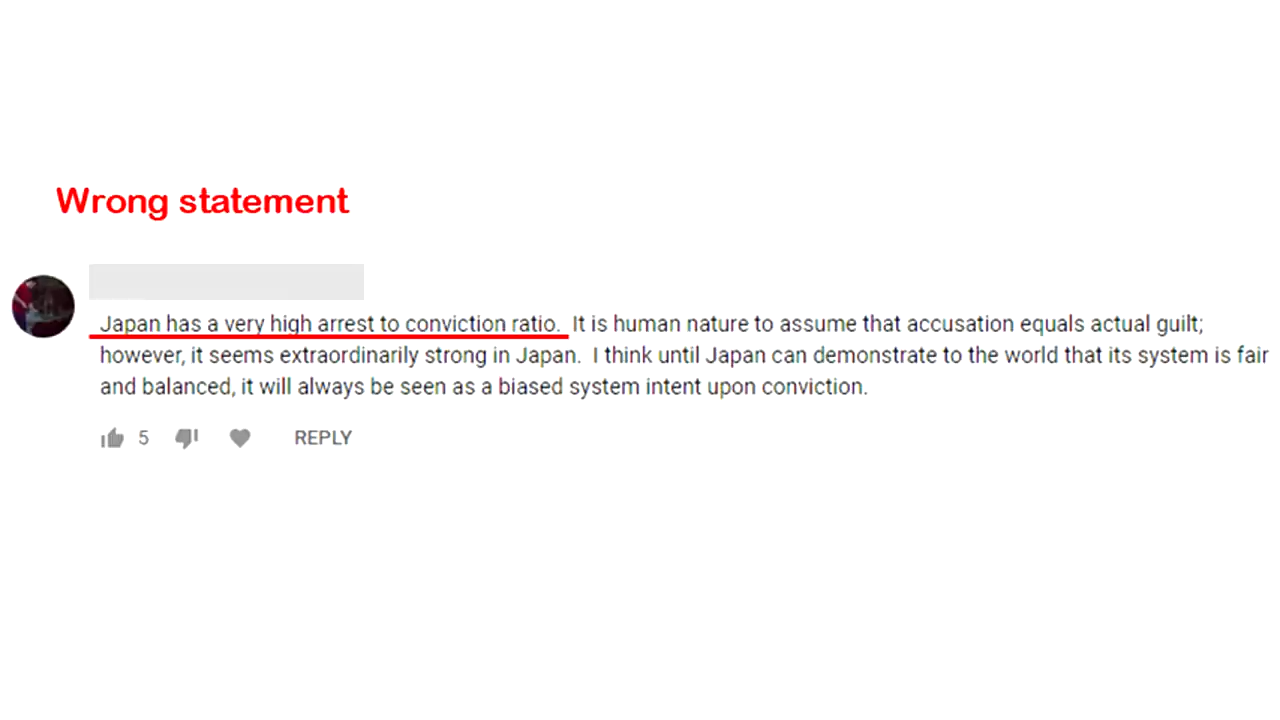 Wrong statement
Japan has a very high arrest to conviction ratio. It is human nature to assume that accusation equals actual guilt;
however, it seems extraordinarily strong in Japan. I think until Japan can demonstrate to the world that its system is fair
and balanced, it will always be seen as a biased system intent upon conviction.
5 REPLY